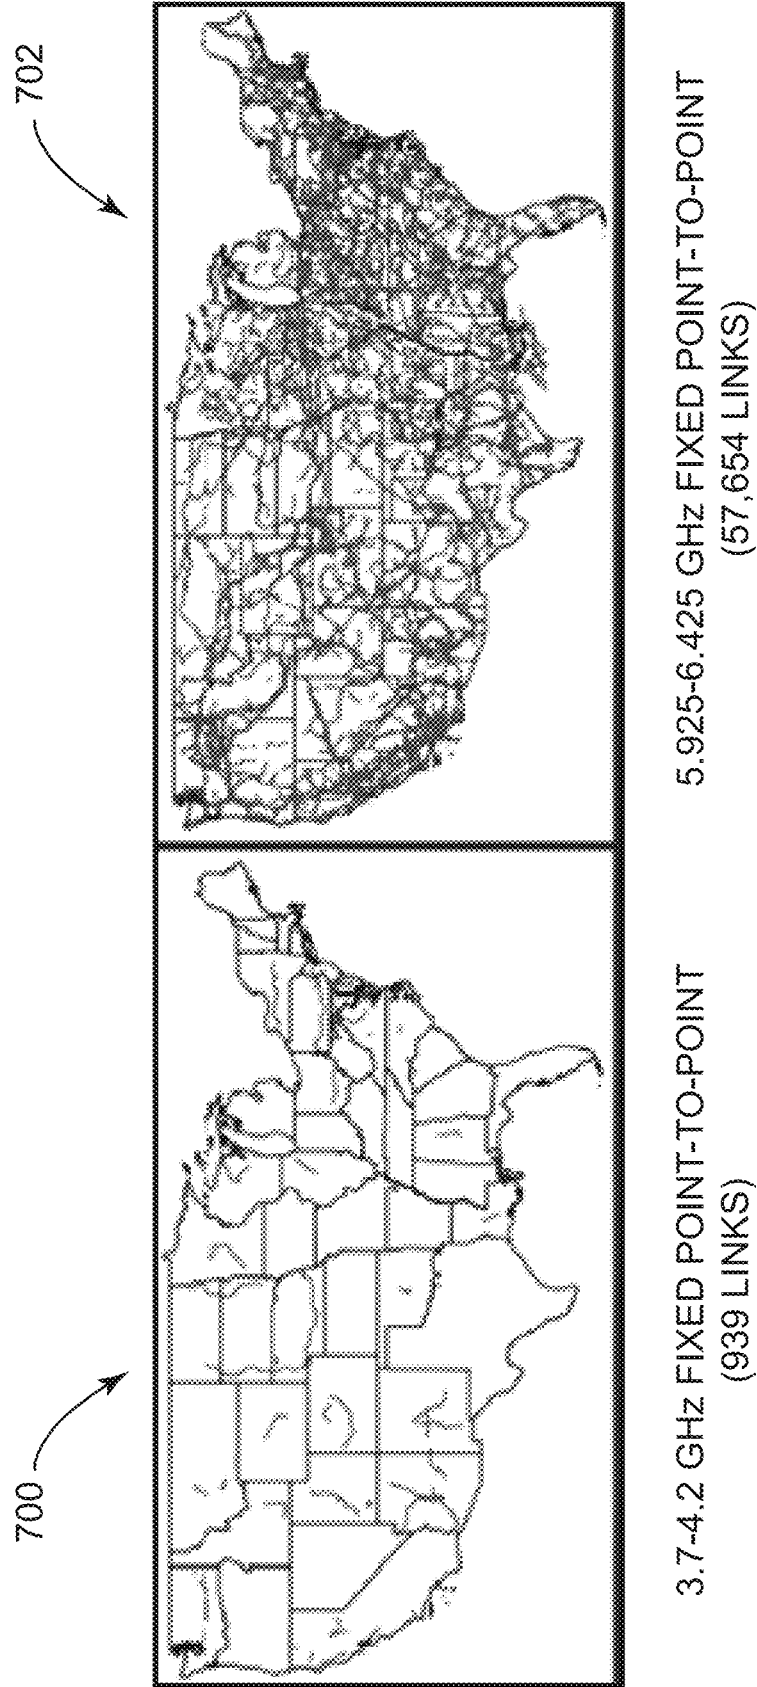 700
702
3.7-4.2 GHz FIXED POINT-TO-POINT
(939 LINKS)
5.925-6.425 GHz FIXED POINT-TO-POINT
(57,654 LINKS)